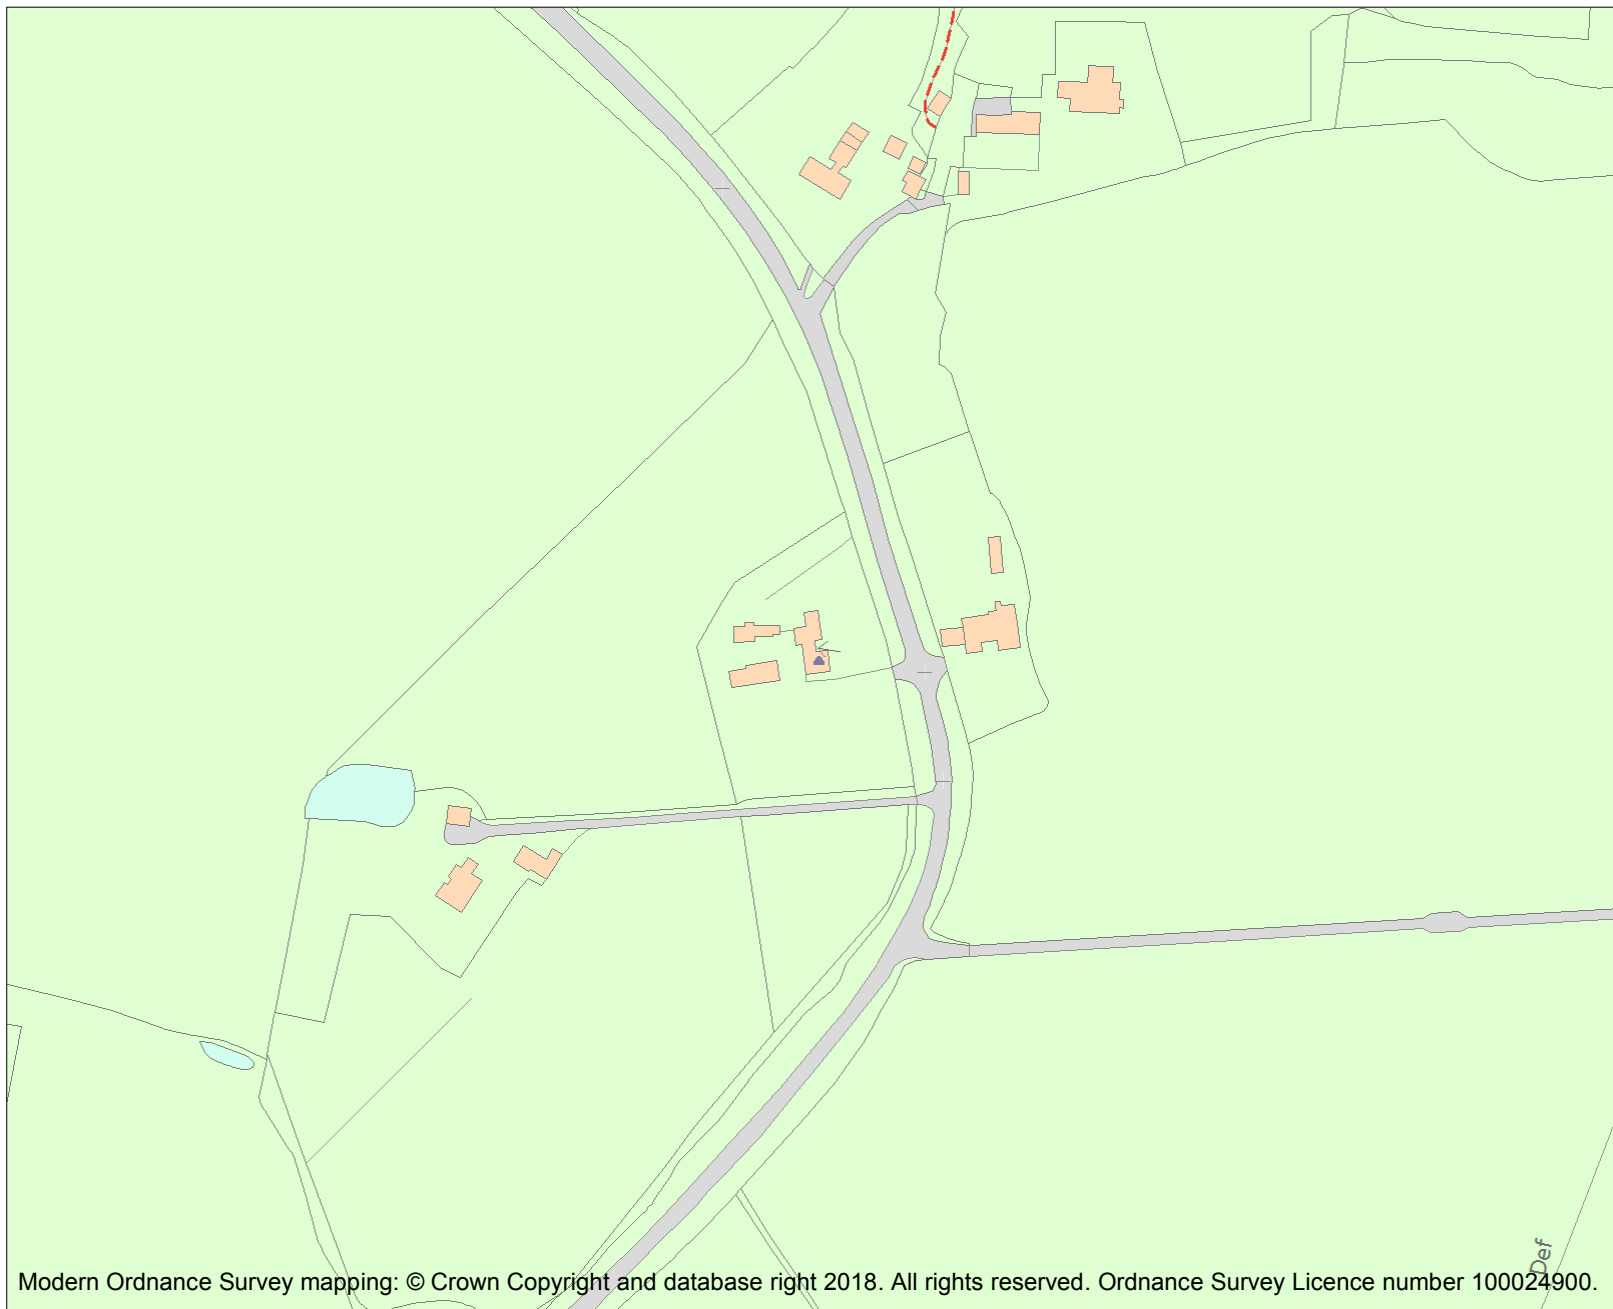 Def
Modern Ordnance Survey mapping: © Crown Copyright and database right 2018. All rights reserved. Ordnance Survey Licence number 100024900.